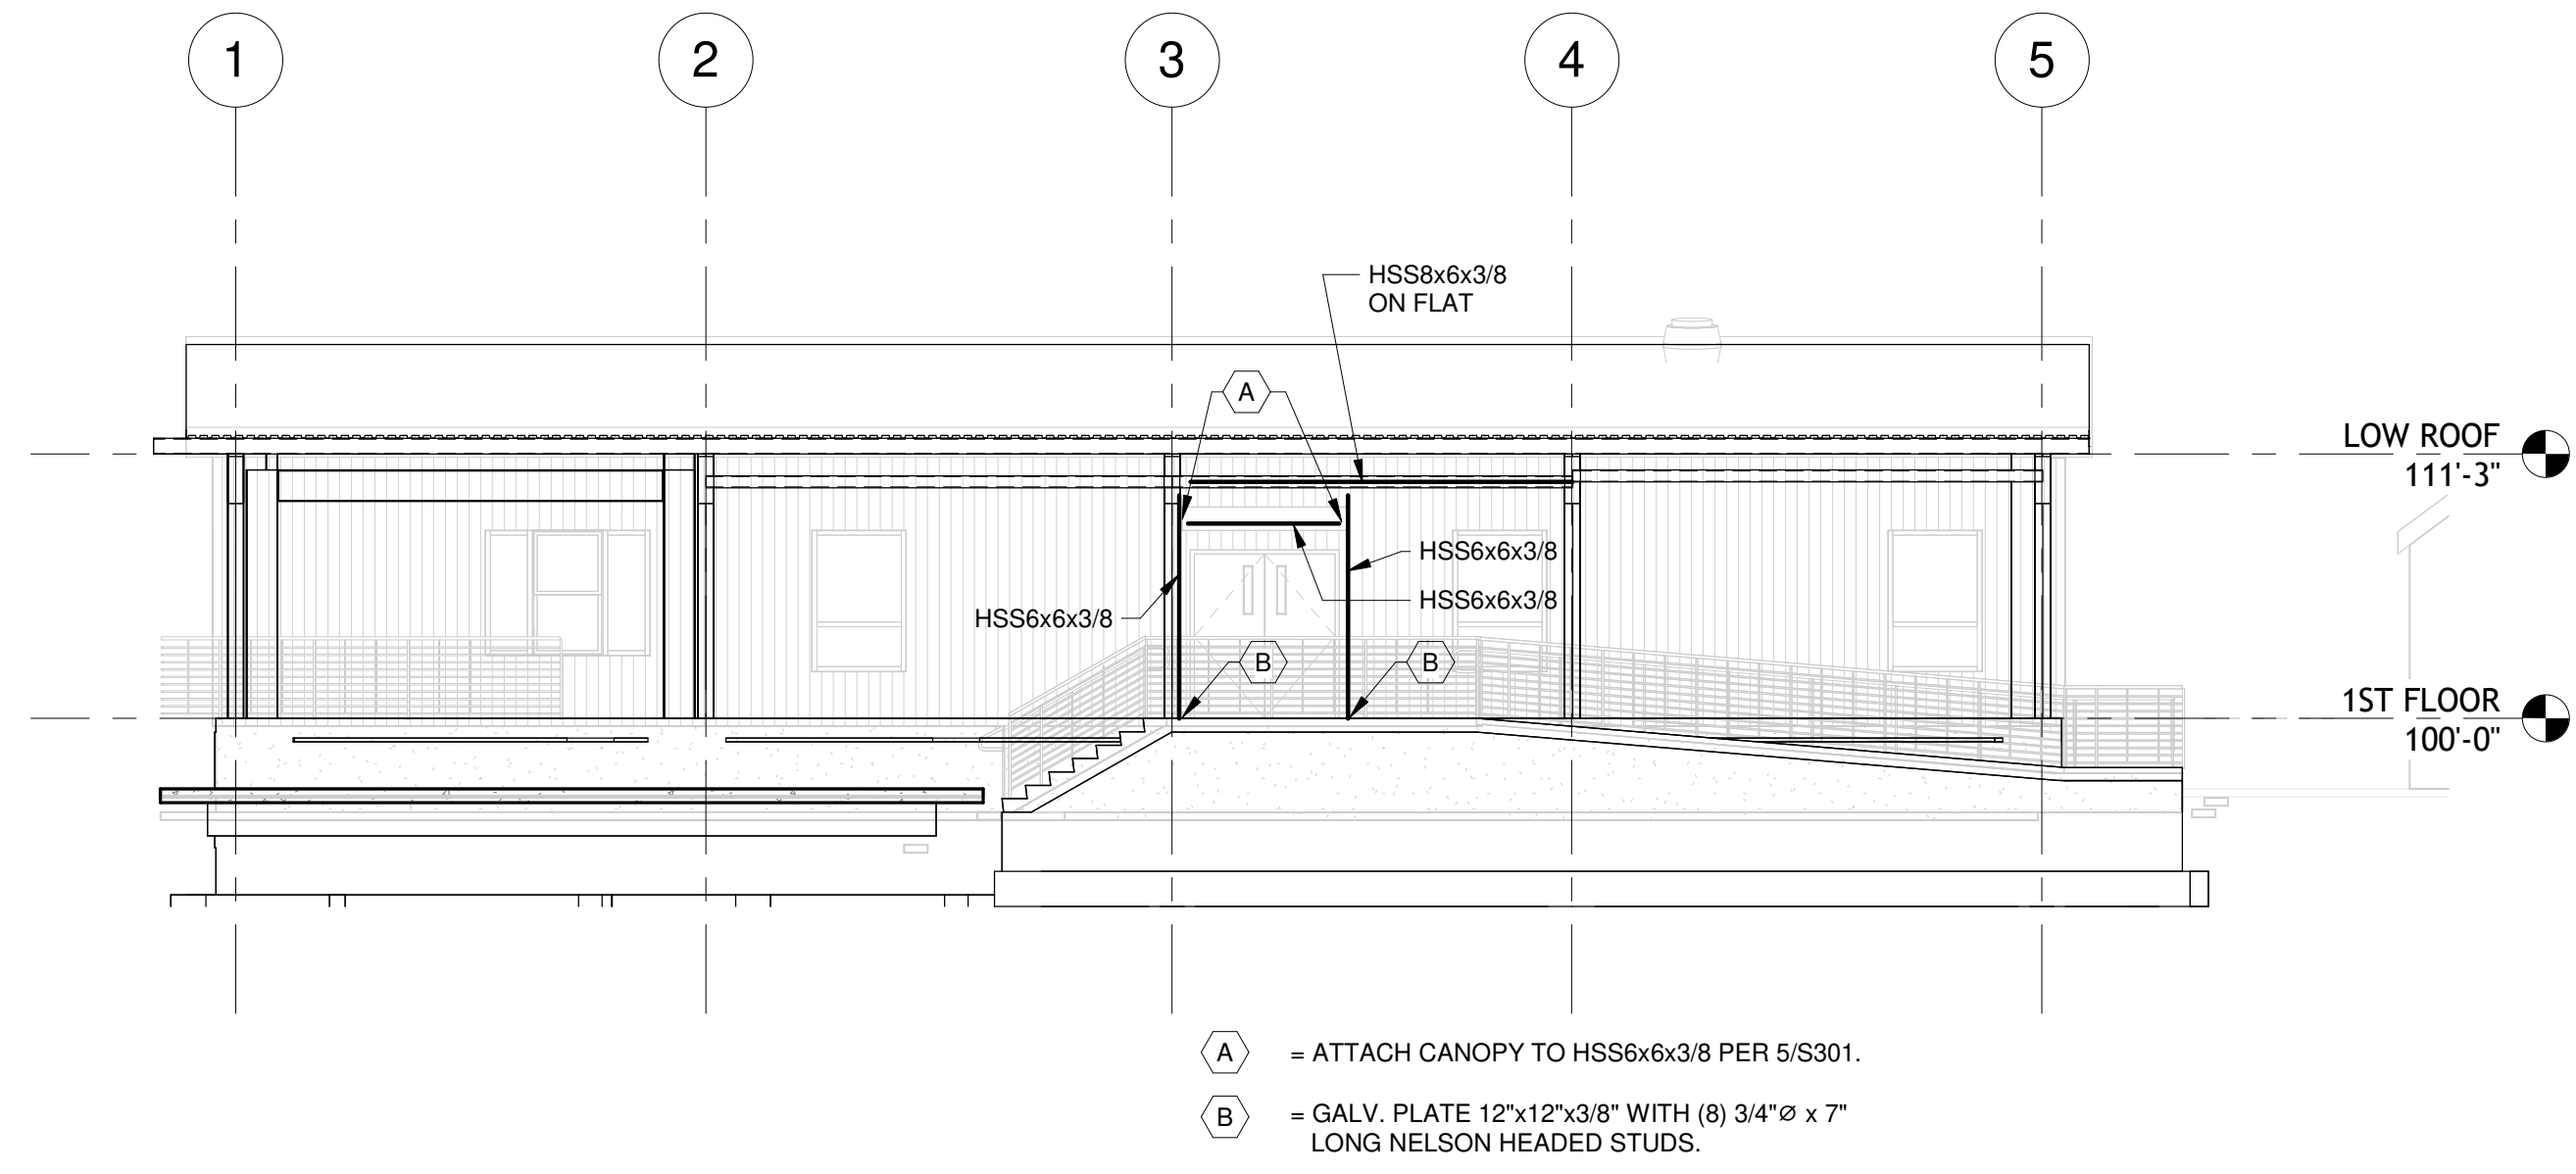 1
2
3
4
5
HSS8x6x3/8
ON FLAT
A
LOW ROOF
111'-3"
HSS6x6x3/8
HSS6x6x3/8
HSS6x6x3/8
B
B
1ST FLOOR
100'-0"
A = ATTACH CANOPY TO HSS6x6x3/8 PER 5/S301.
B = GALV. PLATE 12"x12"x3/8" WITH (8) 3/4"Ø x 7"
LONG NELSON HEADED STUDS.